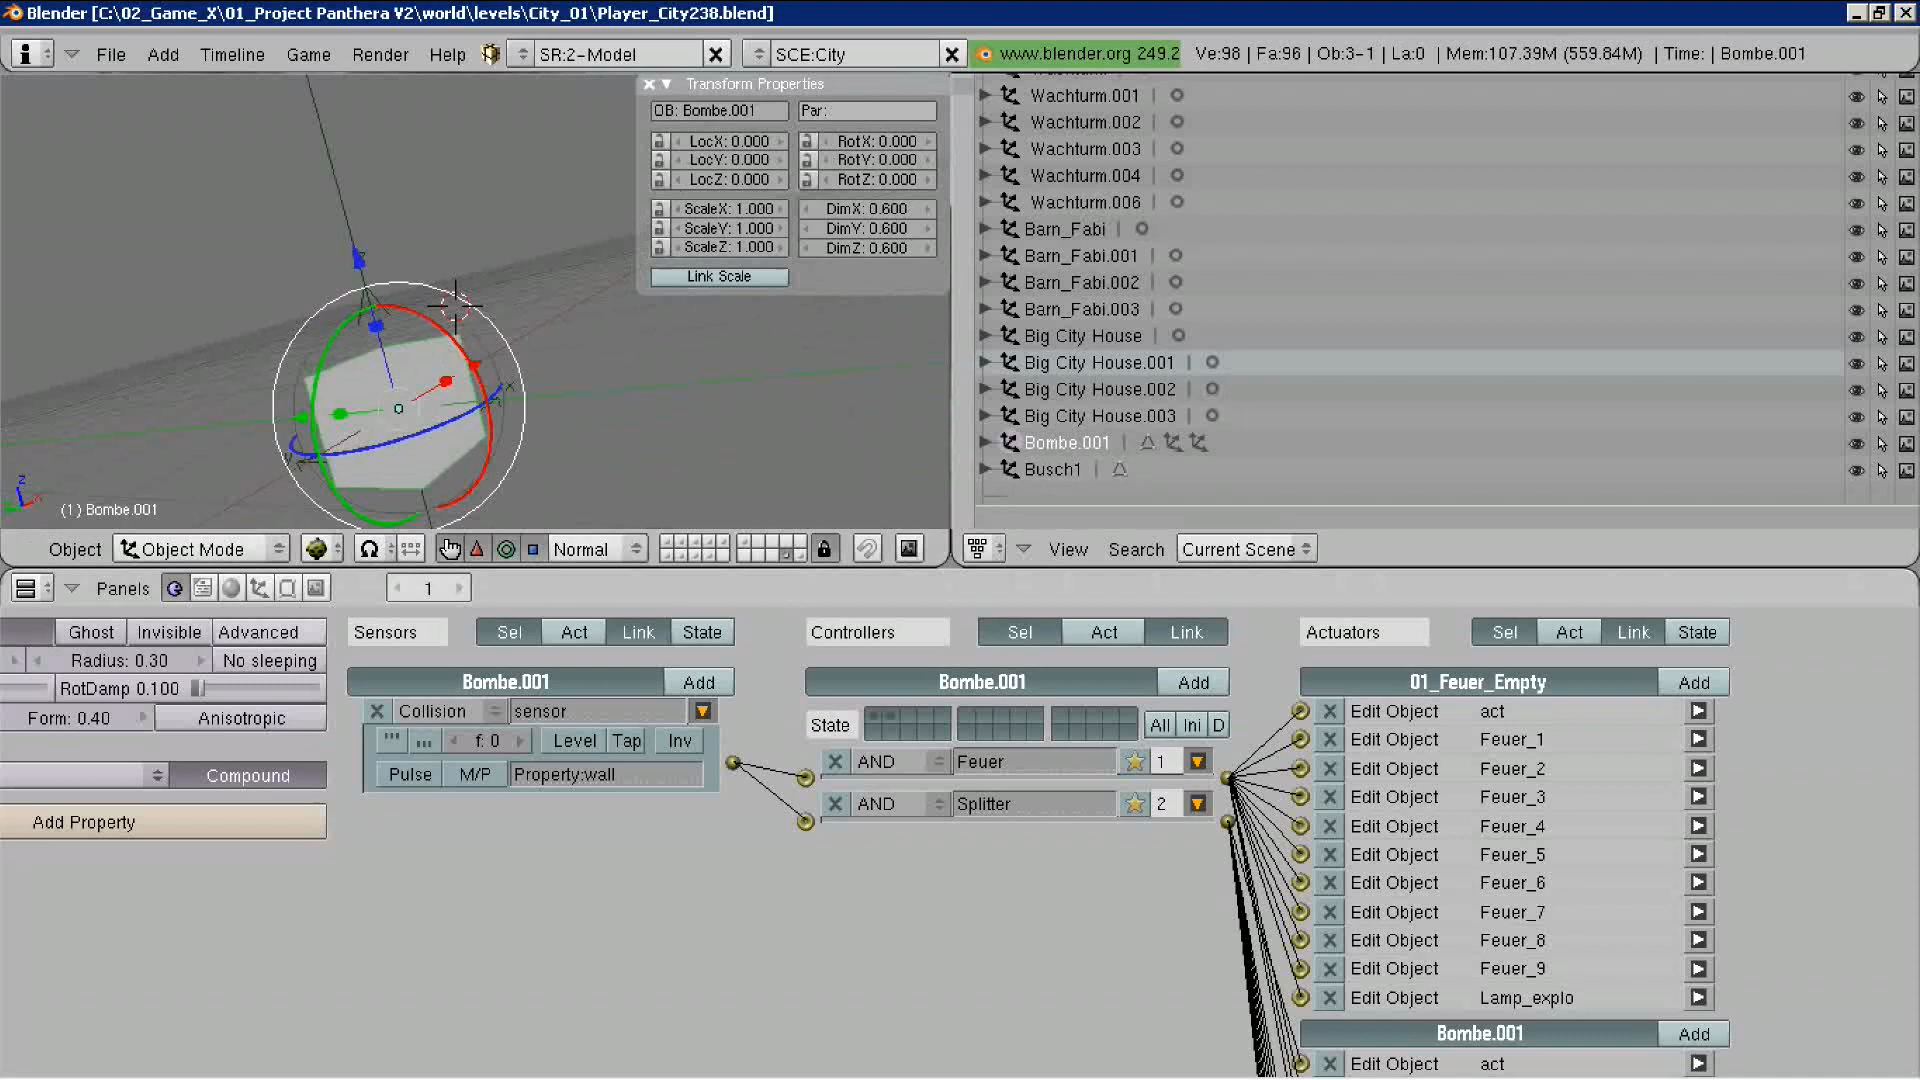 Blender [C:\02_Game_X\01_Project Panthera V2\world\levels\City_01\Player_City238.blend]
File Add Timeline Game Render Help SR:2-Model SCE:City www.blender.org 249.2 Ve:98 | Fa:96 | Ob:3-1 | La:0 | Mem:107.39M (559.84M) | Time: | Bombe.001
Transform Properties
OB: Bombe.001 Par:
LocX: 0.000 RotX: 0.000
LocY: 0.000 RotY: 0.000
LocZ: 0.000 RotZ: 0.000
ScaleX: 1.000 DimX: 0.600
ScaleY: 1.000 DimY: 0.600
ScaleZ: 1.000 DimZ: 0.600
Link Scale
(1) Bombe.001
Wachturm.001
Wachturm.002
Wachturm.003
Wachturm.004
Wachturm.006
Barn_Fabi
Barn_Fabi.001
Barn_Fabi.002
Barn_Fabi.003
Big City House
Big City House.001
Big City House.002
Big City House.003
Bombe.001
Busch1
Object Object Mode Normal
View Search Current Scene
Panels 1
Ghost Invisible Advanced
Radius: 0.30 No sleeping
RotDamp 0.100
Form: 0.40 Anisotropic
Compound
Add Property
Sensors Sel Act Link State
Bombe.001 Add
Collision sensor
f: 0 Level Tap Inv
Pulse M/P Property:wall
Controllers Sel Act Link
Bombe.001 Add
State All Ini D
AND Feuer 1
AND Splitter 2
Actuators Sel Act Link State
01_Feuer_Empty Add
Edit Object act
Edit Object Feuer_1
Edit Object Feuer_2
Edit Object Feuer_3
Edit Object Feuer_4
Edit Object Feuer_5
Edit Object Feuer_6
Edit Object Feuer_7
Edit Object Feuer_8
Edit Object Feuer_9
Edit Object Lamp_explo
Bombe.001 Add
Edit Object act